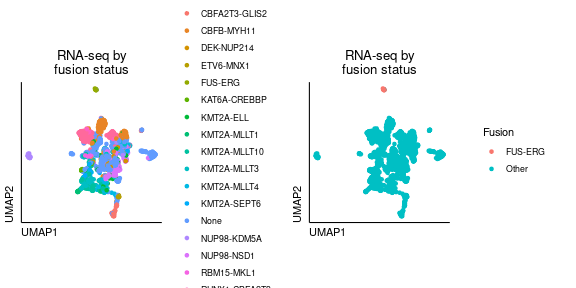 CBFA2T3-GLIS2
CBFB-MYH11
DEK-NUP214
ETV6-MNX1
FUS-ERG
KAT6A-CREBBP
KMT2A-ELL
KMT2A-MLLT1
KMT2A-MLLT10
KMT2A-MLLT3
KMT2A-MLLT4
KMT2A-SEPT6
None
NUP98-KDM5A
NUP98-NSD1
RBM15-MKL1
RNA-seq by
fusion status
UMAP2
UMAP1
RNA-seq by
fusion status
UMAP2
UMAP1
Fusion
FUS-ERG
Other